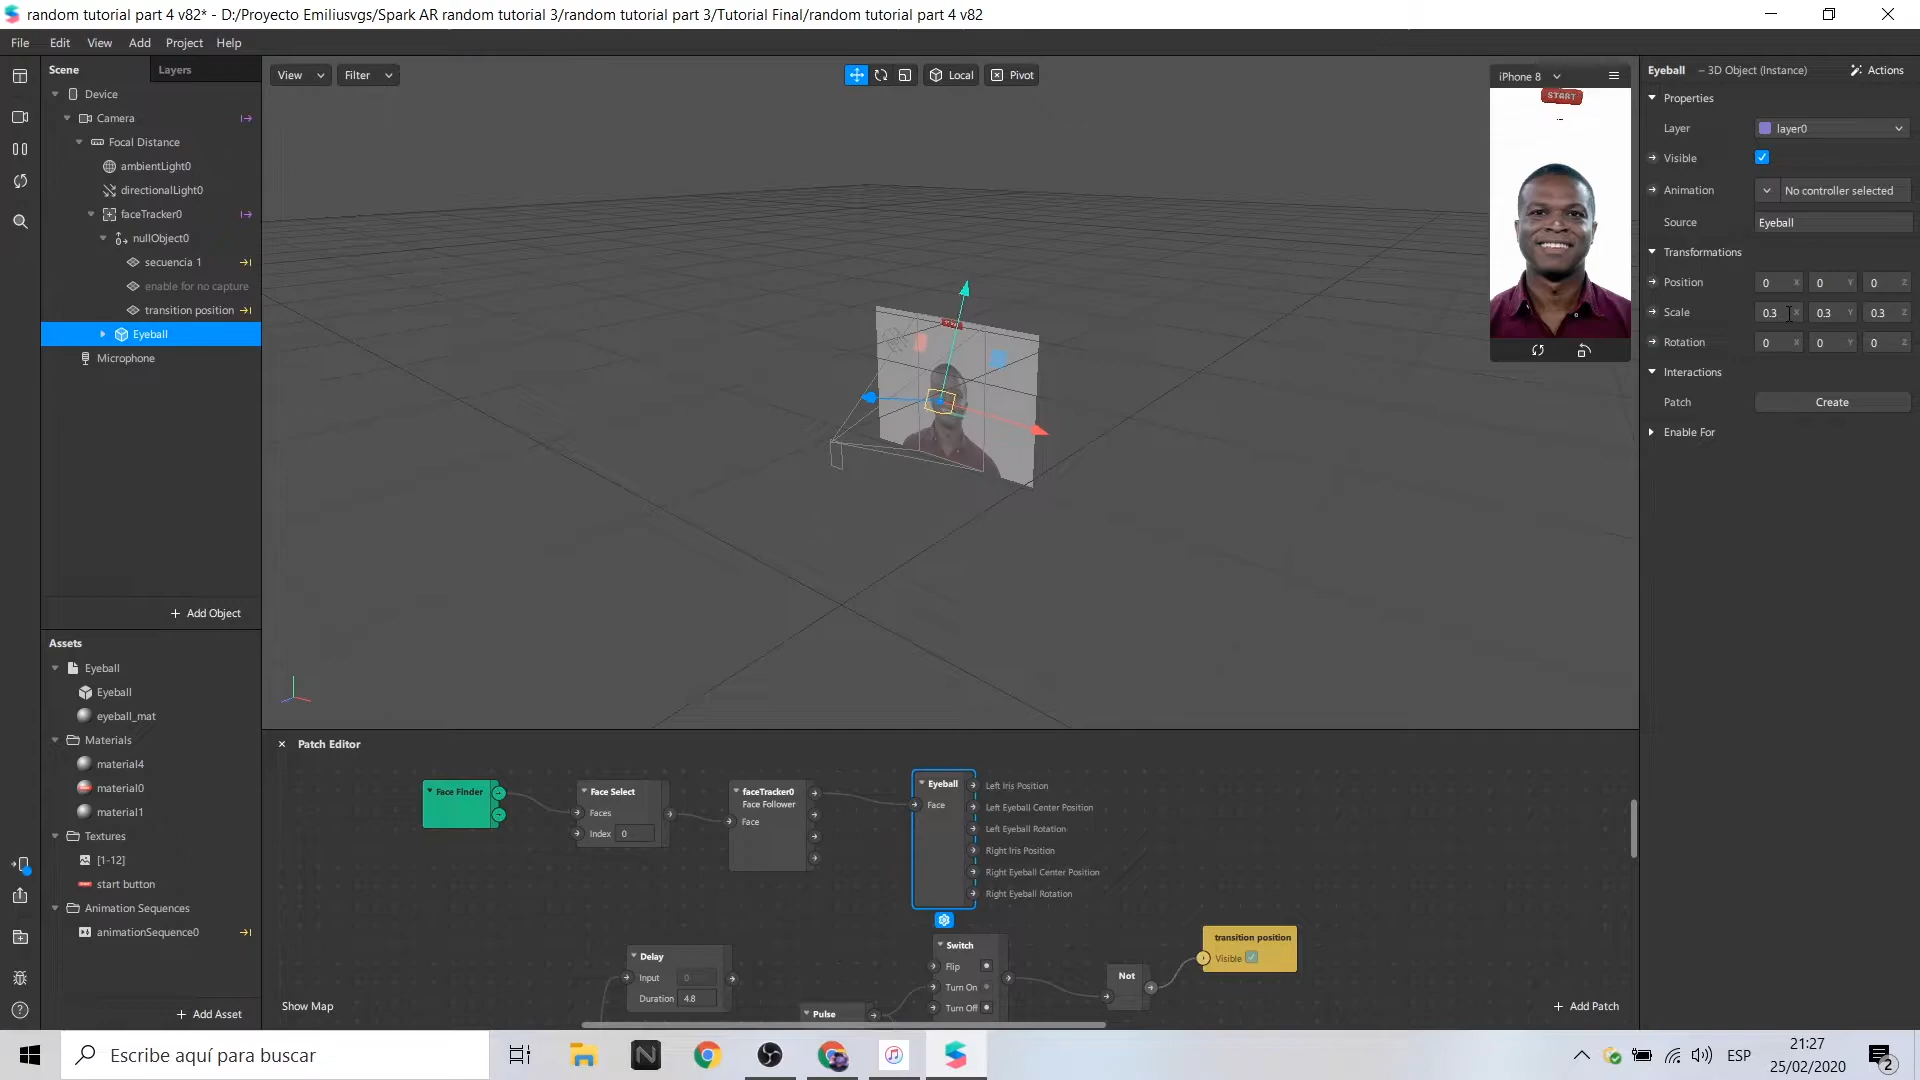 random tutorial part 4 v82* - D:/Proyecto Emiliusvgs/Spark AR random tutorial 3/random tutorial part 3/Tutorial Final/random tutorial part 4 v82
File Edit View Add Project Help
Scene Layers
Device
Camera
Focal Distance
ambientLight0
directionalLight0
faceTracker0
nullObject0
secuencia 1
enable for no capture
transition position
Eyeball
Microphone
+ Add Object
Assets
Eyeball
Eyeball
eyeball_mat
Materials
material4
material0
material1
Textures
[1-12]
start button
Animation Sequences
animationSequence0
+ Add Asset
View Filter
Local Pivot
iPhone 8
START
Eyeball – 3D Object (Instance) Actions
Properties
Layer layer0
Visible
Animation No controller selected
Source Eyeball
Transformations
Position 0 X 0 Y 0 Z
Scale 0.3 X 0.3 Y 0.3 Z
Rotation 0 X 0 Y 0 Z
Interactions
Patch Create
Enable For
Patch Editor
Face Finder
Face Select
Faces
Index 0
faceTracker0
Face Follower
Face
Eyeball
Face
Left Iris Position
Left Eyeball Center Position
Left Eyeball Rotation
Right Iris Position
Right Eyeball Center Position
Right Eyeball Rotation
Delay
Input 0
Duration 4.8
Pulse
Switch
Flip
Turn On
Turn Off
Not
transition position
Visible
Show Map
+ Add Patch
Escribe aquí para buscar
ESP
21:27
25/02/2020
2